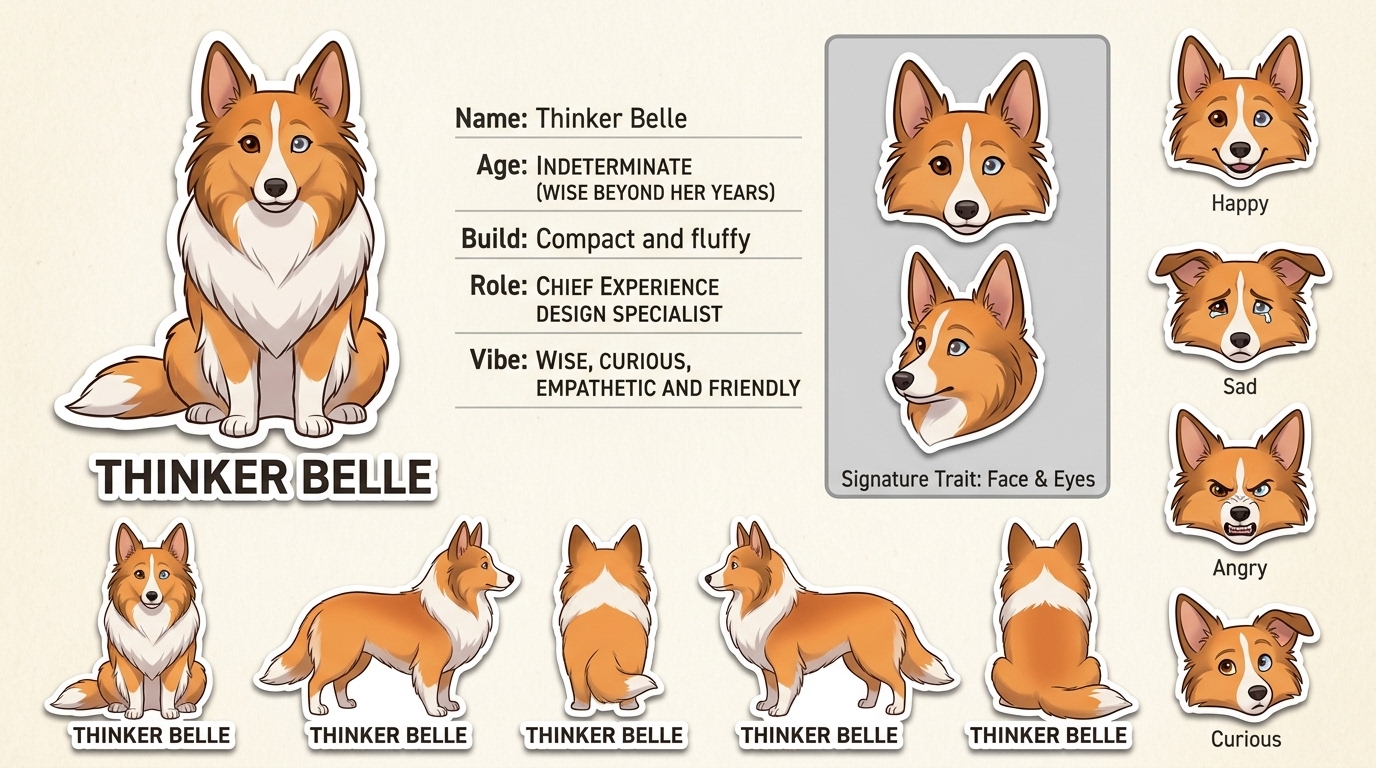 Name: Thinker Belle
Age: INDETERMINATE
(WISE BEYOND HER YEARS)
Build: Compact and fluffy
Role: CHIEF EXPERIENCE
DESIGN SPECIALIST
Vibe: WISE, CURIOUS,
EMPATHETIC AND FRIENDLY
THINKER BELLE
Signature Trait: Face & Eyes
Happy
Sad
Angry
Curious
THINKER BELLE
THINKER BELLE
THINKER BELLE
THINKER BELLE
THINKER BELLE